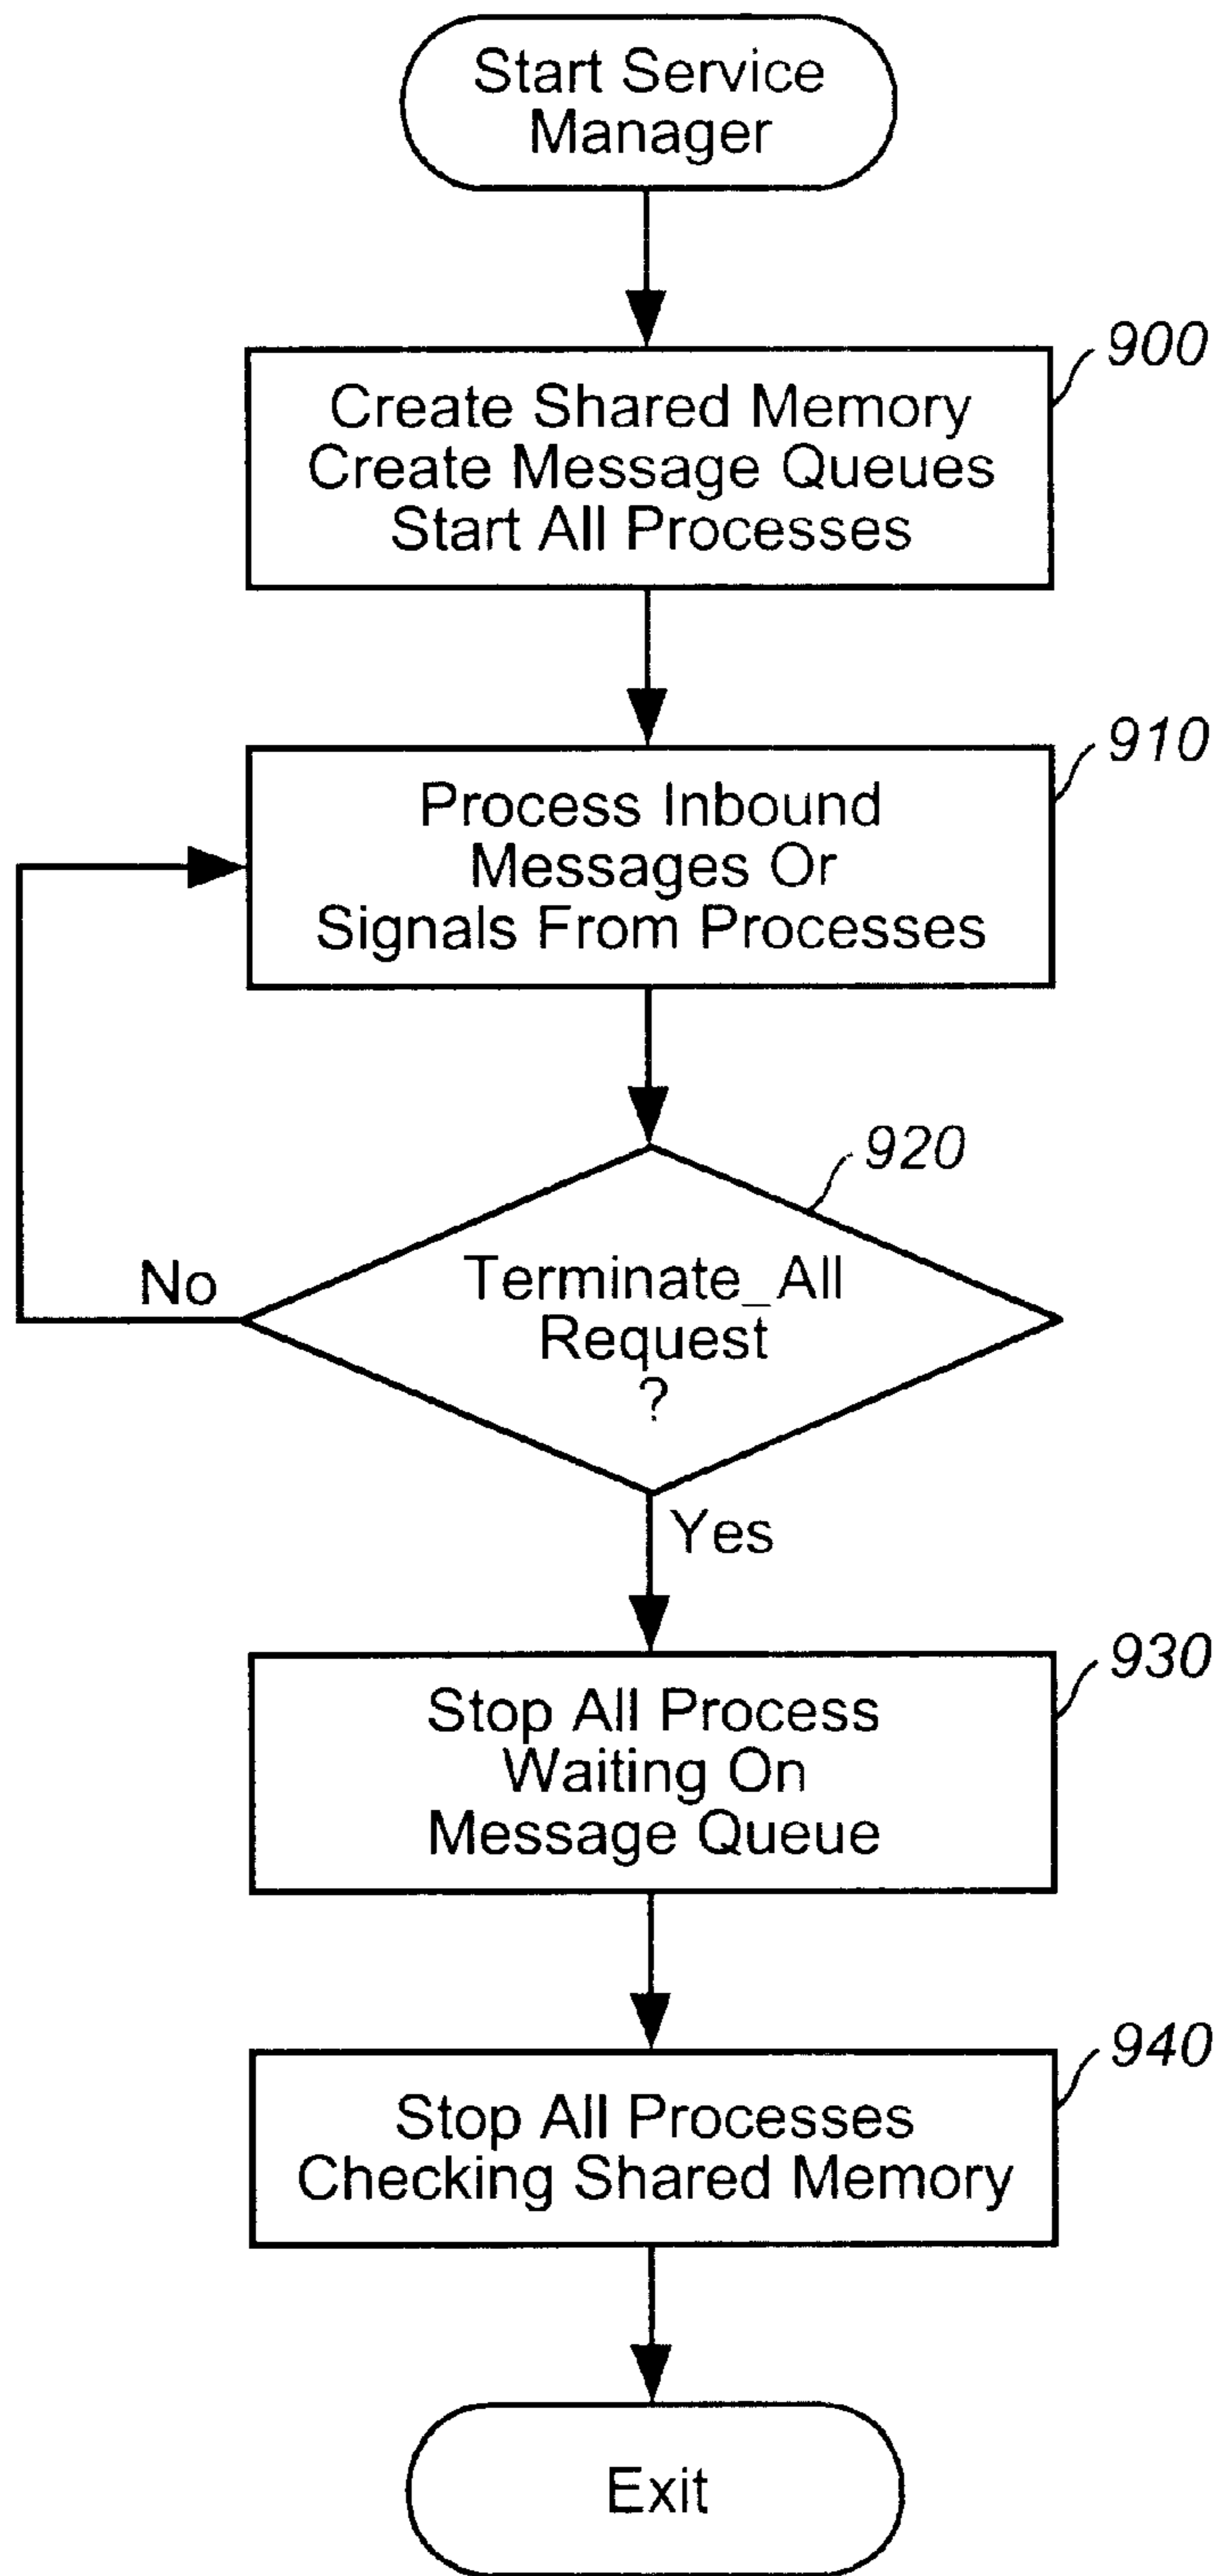 Start Service
Manager
900
Create Shared Memory
Create Message Queues
Start All Processes
910
Process Inbound
Messages Or
Signals From Processes
920
Terminate_All
Request
?
No
Yes
930
Stop All Process
Waiting On
Message Queue
940
Stop All Processes
Checking Shared Memory
Exit